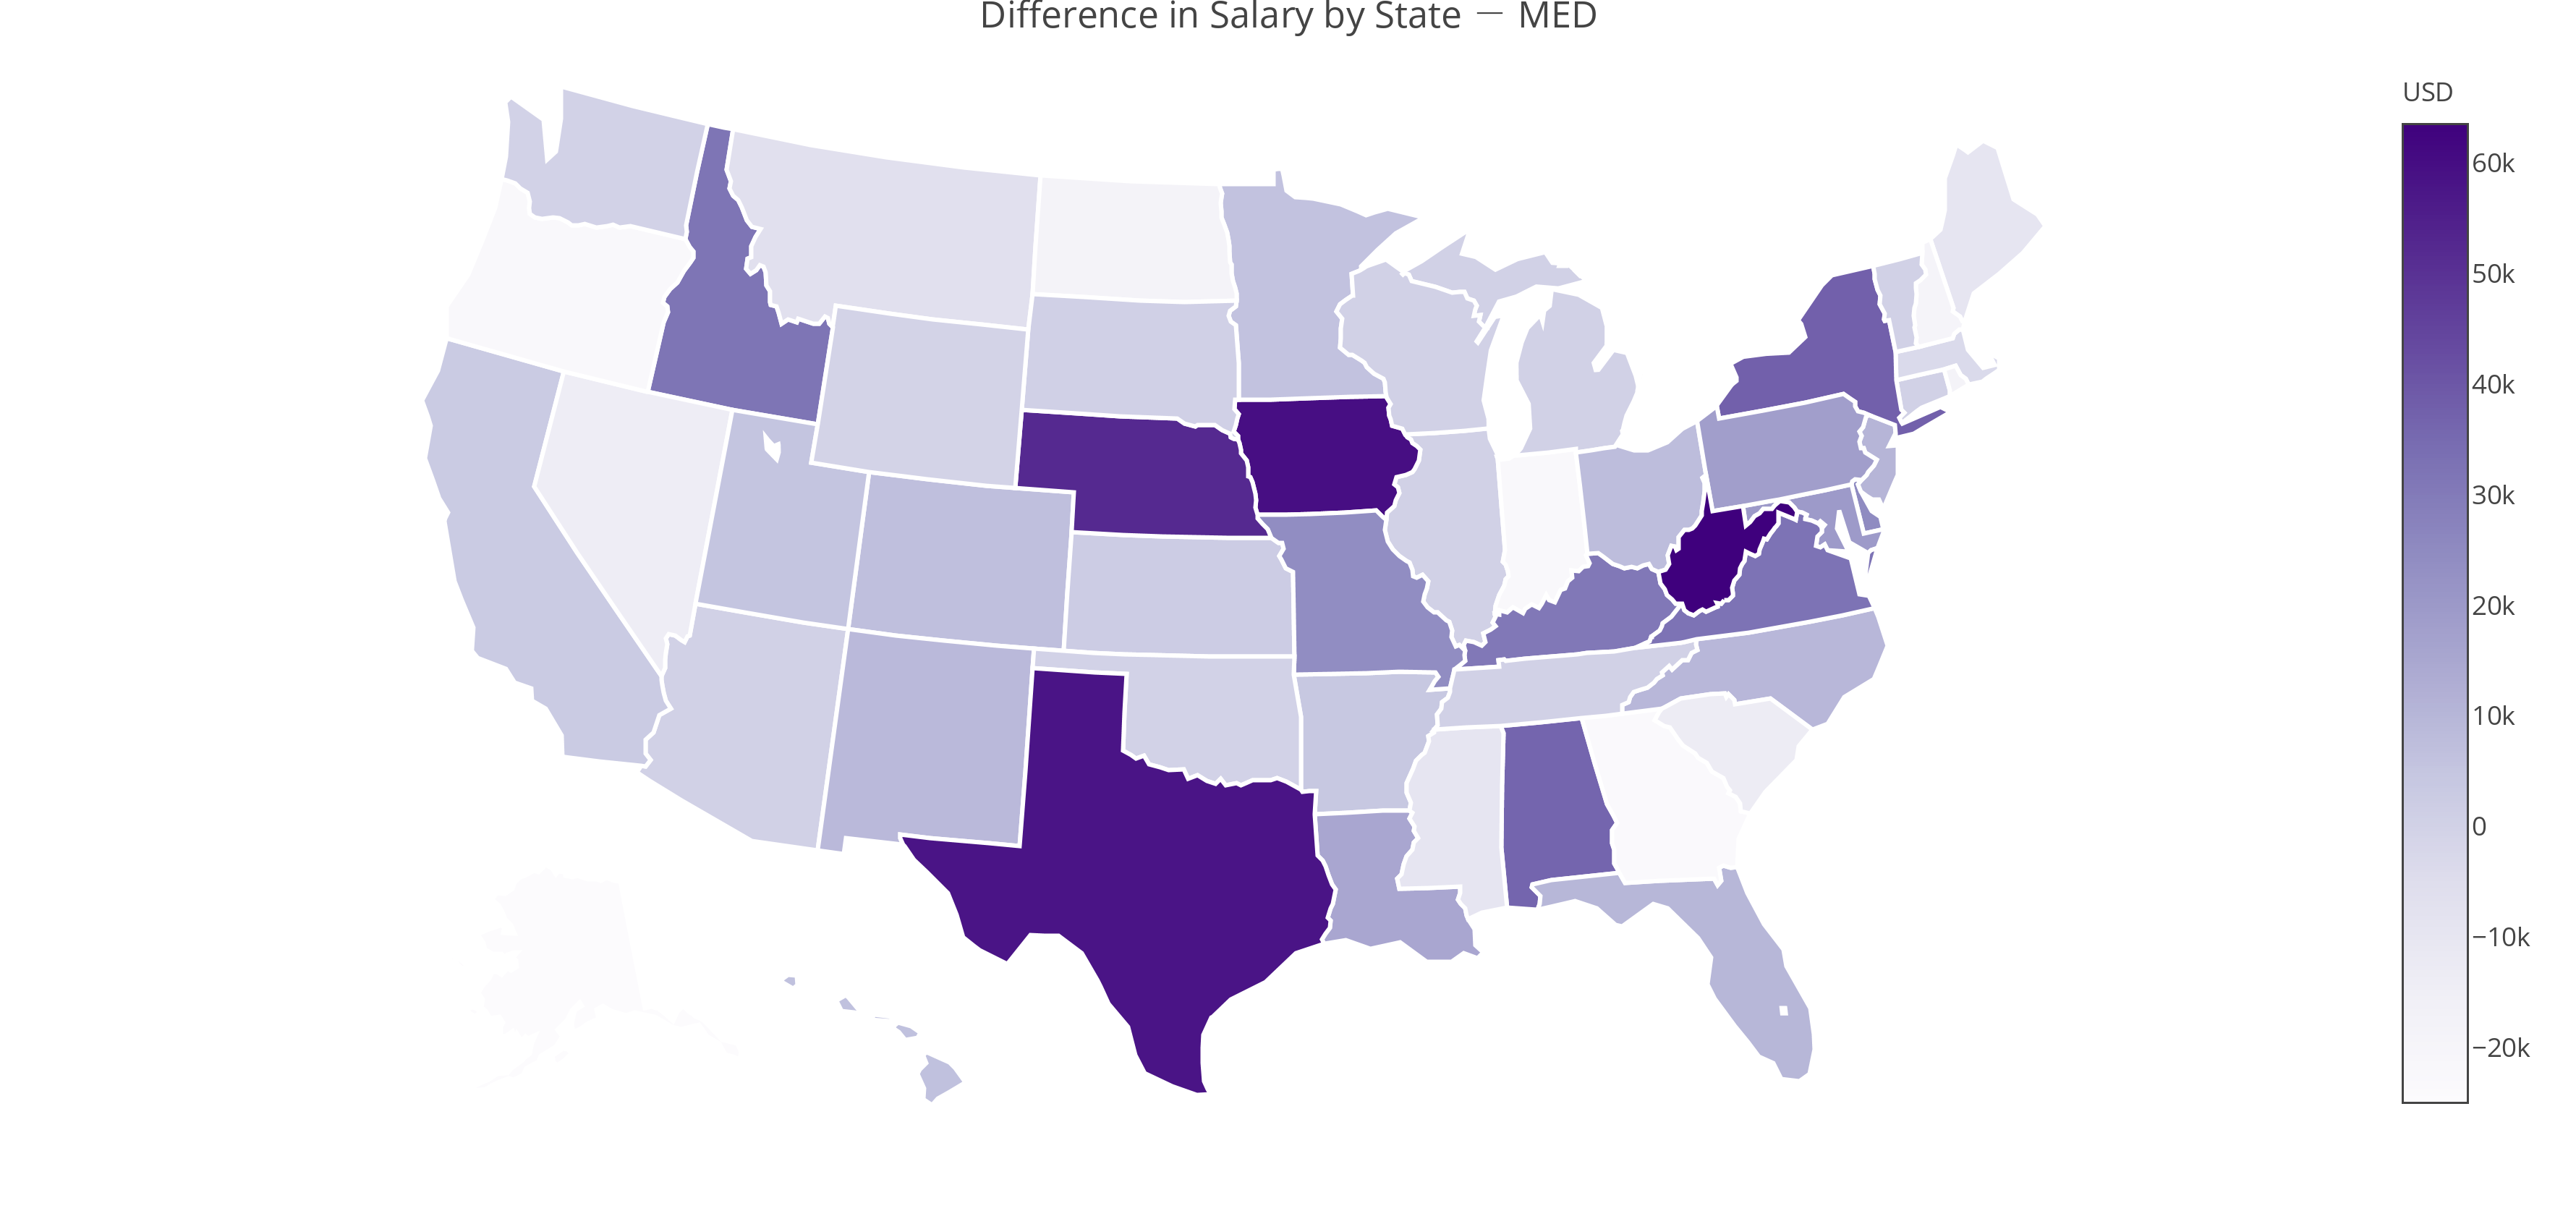 Difference in Salary by State — MED
USD
60k
50k
40k
30k
20k
10k
0
−10k
−20k